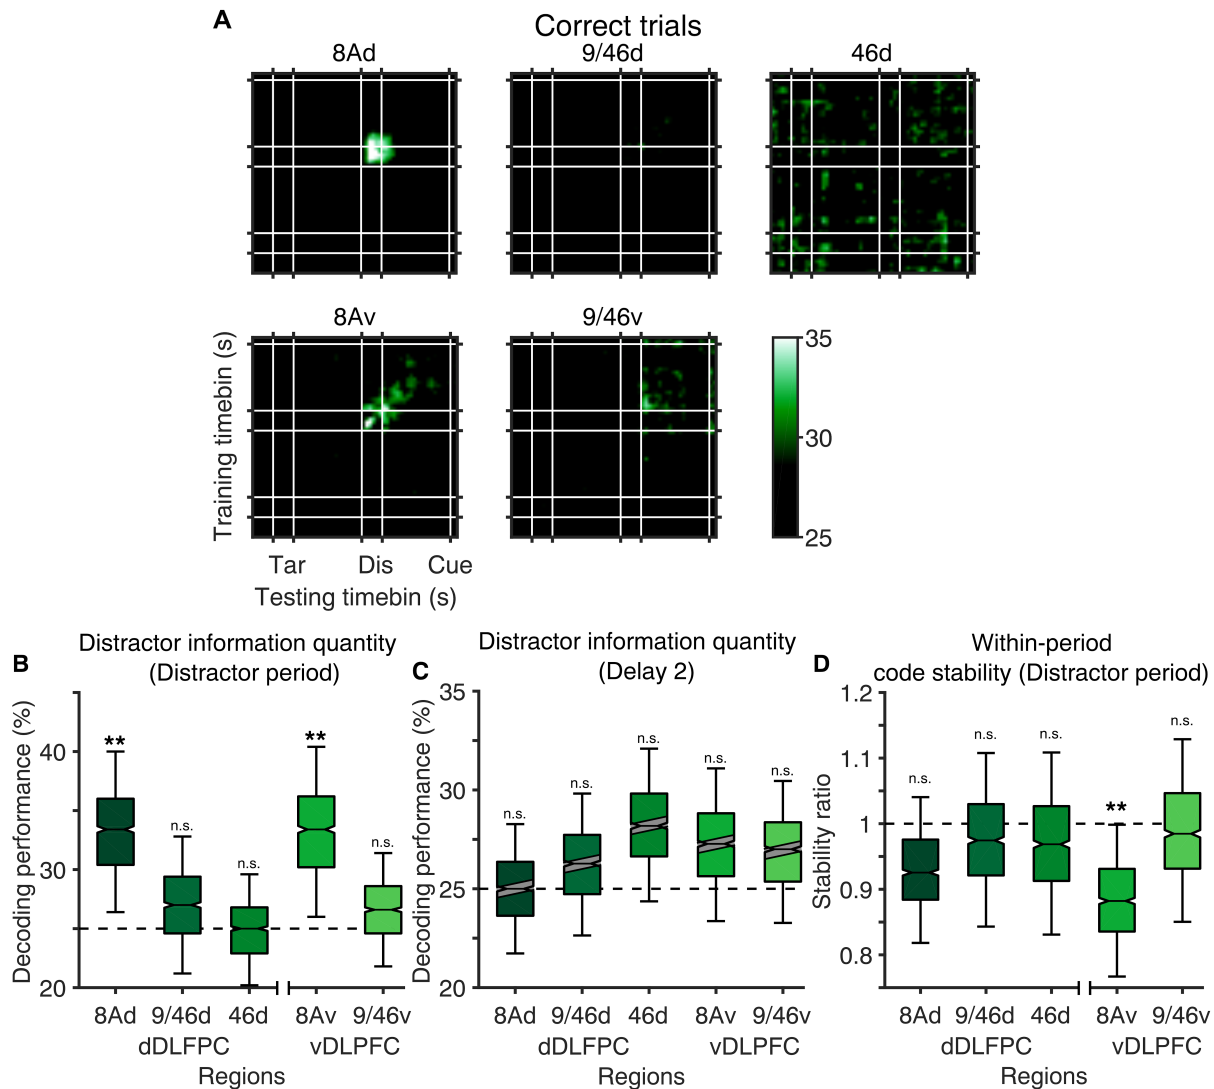 A
Correct trials
8Ad
9/46d
46d
8Av
9/46v
Training timebin (s)
35
30
25
Tar
Dis
Cue
Testing timebin (s)
B
Distractor information quantity
(Distractor period)
Decoding performance (%)
40
30
20
**
n.s.
n.s.
**
n.s.
8Ad
9/46d
46d
8Av
9/46v
dDLFPC
vDLPFC
Regions
C
Distractor information quantity
(Delay 2)
Decoding performance (%)
35
30
25
20
n.s.
n.s.
n.s.
n.s.
n.s.
8Ad
9/46d
46d
8Av
9/46v
dDLFPC
vDLPFC
Regions
D
Within-period
code stability (Distractor period)
Stability ratio
1.2
1.1
1
0.9
0.8
n.s.
n.s.
n.s.
**
n.s.
8Ad
9/46d
46d
8Av
9/46v
dDLFPC
vDLPFC
Regions